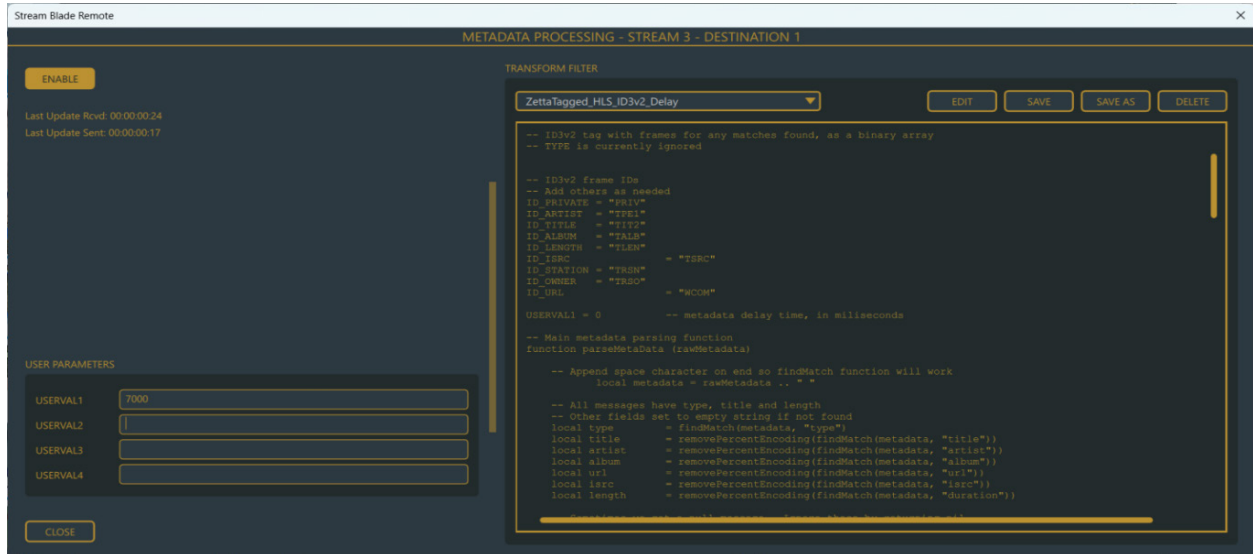 Stream Blade Remote
METADATA PROCESSING - STREAM 3 - DESTINATION 1
ENABLE
Last Update Rcvd: 00:00:00:24
Last Update Sent: 00:00:00:17
USER PARAMETERS
USERVAL1 7000
USERVAL2
USERVAL3
USERVAL4
CLOSE
TRANSFORM FILTER
ZettaTagged_HLS_ID3v2_Delay EDIT SAVE SAVE AS DELETE
-- ID3v2 tag with frames for any matches found, as a binary array
-- TYPE is currently ignored
-- ID3v2 frame IDs
-- Add others as needed
ID_PRIVATE = "PRIV"
ID_ARTIST = "TPE1"
ID_TITLE = "TIT2"
ID_ALBUM = "TALB"
ID_LENGTH = "TLEN"
ID_ISRC = "TSRC"
ID_STATION = "TRSN"
ID_OWNER = "TRSO"
ID_URL = "WCOM"
USERVAL1 = 0 -- metadata delay time, in miliseconds
-- Main metadata parsing function
function parseMetaData (rawMetadata)
-- Append space character on end so findMatch function will work
local metadata = rawMetadata .. " "
-- All messages have type, title and length
-- Other fields set to empty string if not found
local type = findMatch(metadata, "type")
local title = removePercentEncoding(findMatch(metadata, "title"))
local artist = removePercentEncoding(findMatch(metadata, "artist"))
local album = removePercentEncoding(findMatch(metadata, "album"))
local url = removePercentEncoding(findMatch(metadata, "url"))
local isrc = removePercentEncoding(findMatch(metadata, "isrc"))
local length = removePercentEncoding(findMatch(metadata, "duration"))